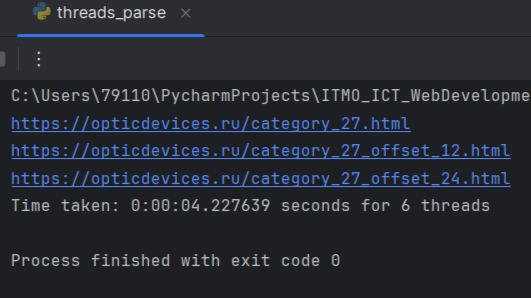 threads_parse
C:\Users\79110\PycharmProjects\ITMO_ICT_WebDevelopme
https://opticdevices.ru/category_27.html
https://opticdevices.ru/category_27_offset_12.html
https://opticdevices.ru/category_27_offset_24.html
Time taken: 0:00:04.227639 seconds for 6 threads
Process finished with exit code 0